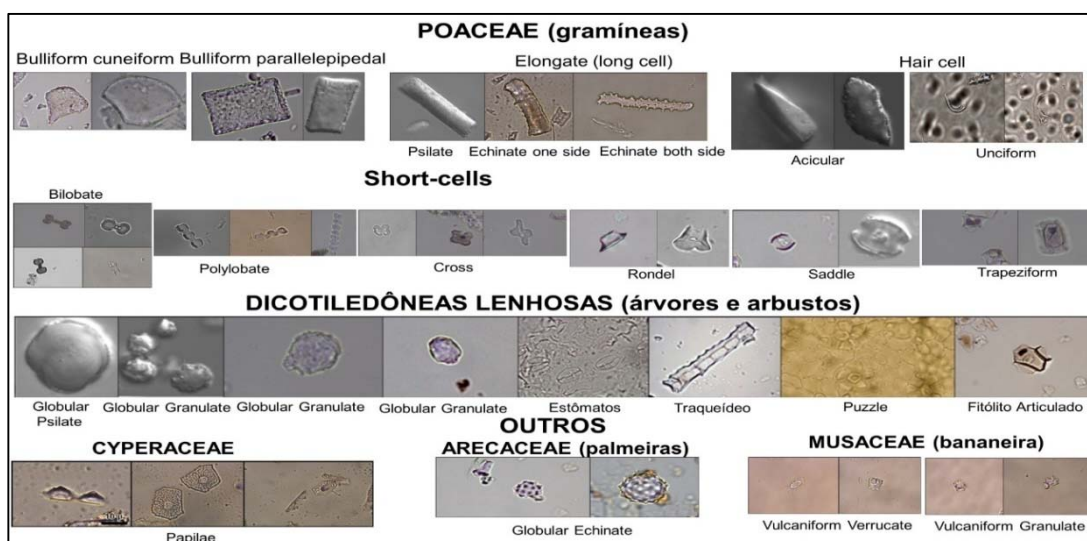 POACEAE (gramíneas)
Bulliform cuneiform Bulliform parallelepipedal Elongate (long cell) Hair cell
Psilate Echinate one side Echinate both side
Acicular Unciform
Short-cells
Bilobate
Polylobate Cross Rondel Saddle Trapeziform
DICOTILEDÔNEAS LENHOSAS (árvores e arbustos)
Globular Psilate
Globular Granulate
Globular Granulate
Globular Granulate
Estômatos
Traqueídeo
Puzzle
Fitólito Articulado
OUTROS
CYPERACEAE
Papilae
ARECACEAE (palmeiras)
Globular Echinate
MUSACEAE (bananeira)
Vulcaniform Verrucate
Vulcaniform Granulate